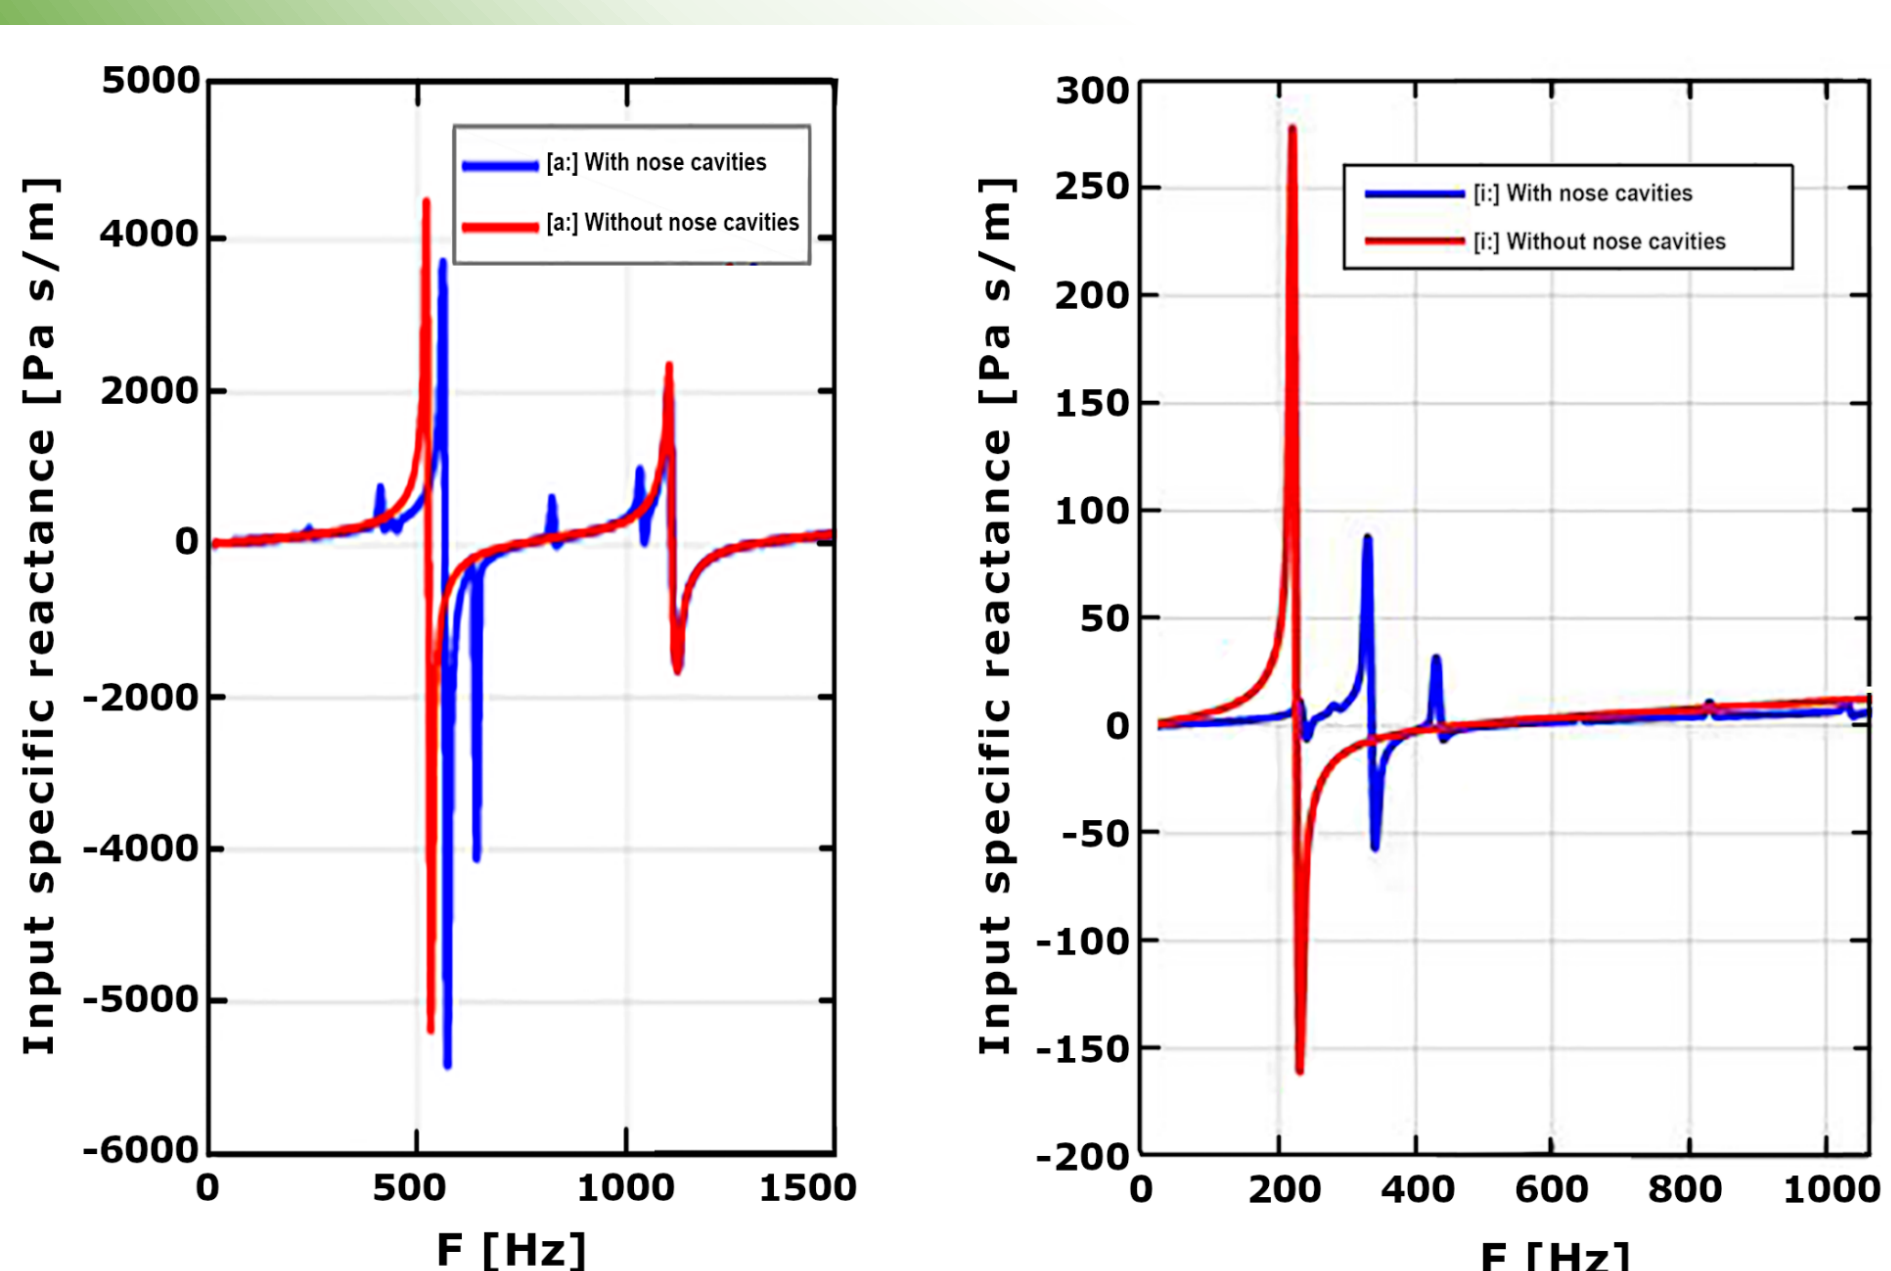 Input specific reactance [Pa s/m]
5000
4000
2000
0
-2000
-4000
-5000
-6000
[a:] With nose cavities
[a:] Without nose cavities
0 500 1000 1500
F [Hz]
Input specific reactance [Pa s/m]
300
250
200
150
100
50
0
-50
-100
-150
-200
[i:] With nose cavities
[i:] Without nose cavities
0 200 400 600 800 1000
F [Hz]